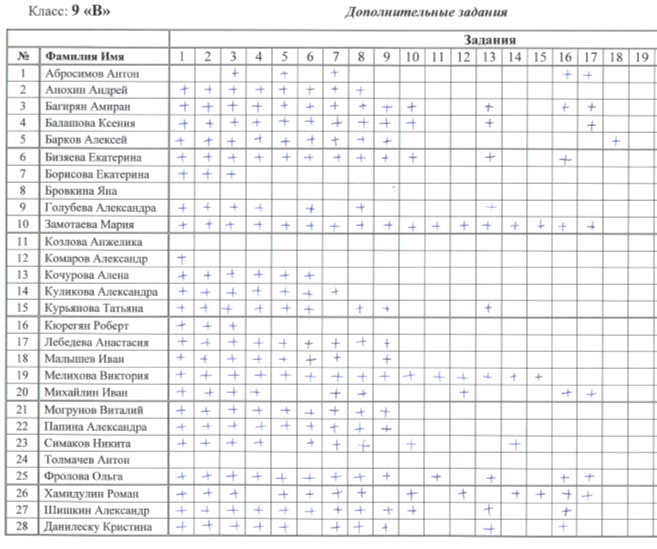 Класс: 9 «В» Дополнительные задания
Задания
№ Фамилия Имя 1 2 3 4 5 6 7 8 9 10 11 12 13 14 15 16 17 18 19
1 Абросимов Антон + + + + +
2 Анохин Андрей + + + + + + + +
3 Багирян Амиран + + + + + + + + + + + + +
4 Балашова Ксения + + + + + + + + + + + +
5 Барков Алексей + + + + + + + + + +
6 Бизяева Екатерина + + + + + + + + + + + +
7 Борисова Екатерина + + +
8 Бровкина Яна
9 Голубева Александра + + + + + + +
10 Замотаева Мария + + + + + + + + + + + + + + + + +
11 Козлова Анжелика
12 Комаров Александр +
13 Кочурова Алена + + + + + +
14 Куликова Александра + + + + + + +
15 Курьянова Татьяна + + + + + + + + +
16 Кюрегян Роберт + + +
17 Лебедева Анастасия + + + + + + + + +
18 Малышев Иван + + + + + + + +
19 Мелихова Виктория + + + + + + + + + + + + + + +
20 Михайлин Иван + + + + + + + + +
21 Могрунов Виталий + + + + + + + + +
22 Папина Александра + + + + + + + + +
23 Симаков Никита + + + + + + + + +
24 Толмачев Антон
25 Фролова Ольга + + + + + + + + + + + + +
26 Хамидулин Роман + + + + + + + + + + + + +
27 Шишкин Александр + + + + + + + + + + + +
28 Данилеску Кристина + + + + + + + + + +